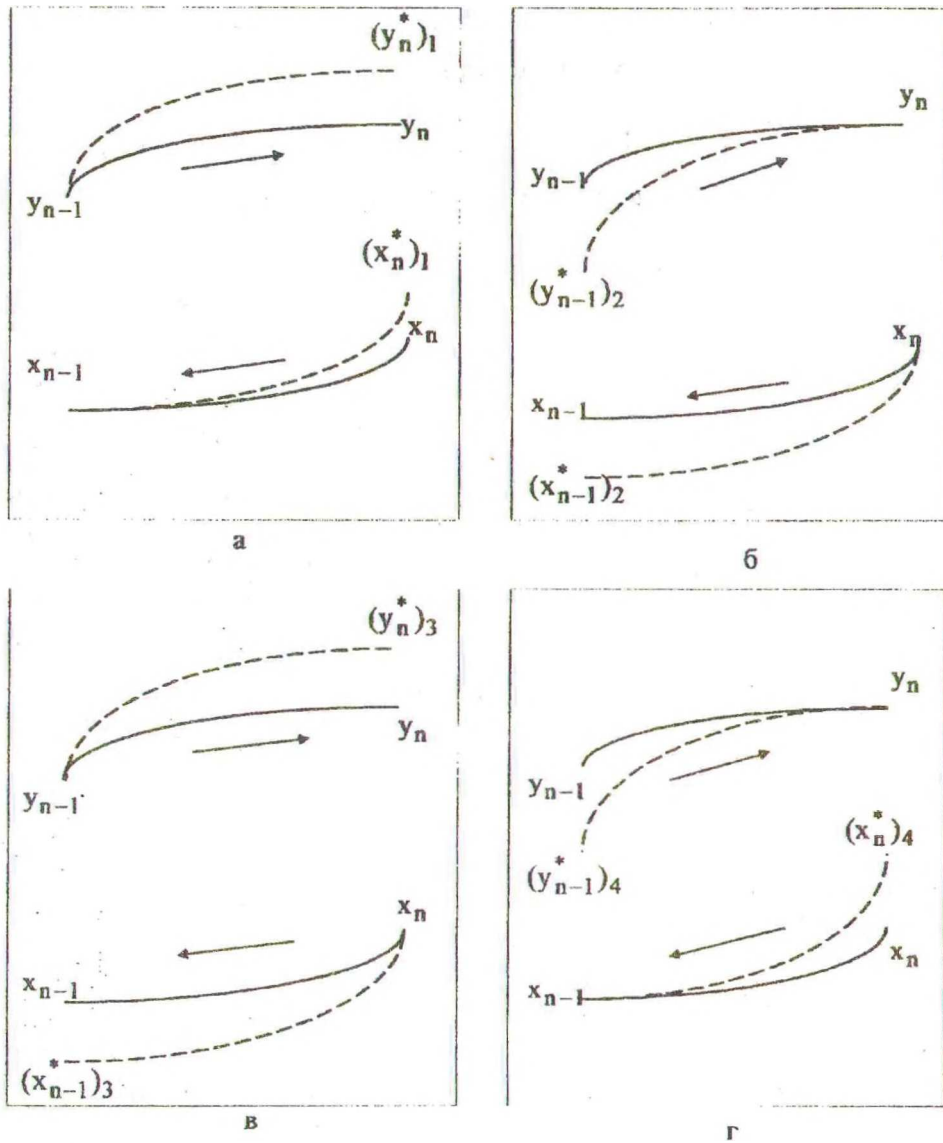 (y*n)1
yn
yn−1
(x*n)1
xn
xn−1
а
yn
yn−1
(y*n−1)2
xn
xn−1
(x*n−1)2
б
(y*n)3
yn
yn−1
xn
xn−1
(x*n−1)3
в
yn
yn−1
(x*n)4
(y*n−1)4
xn
xn−1
г